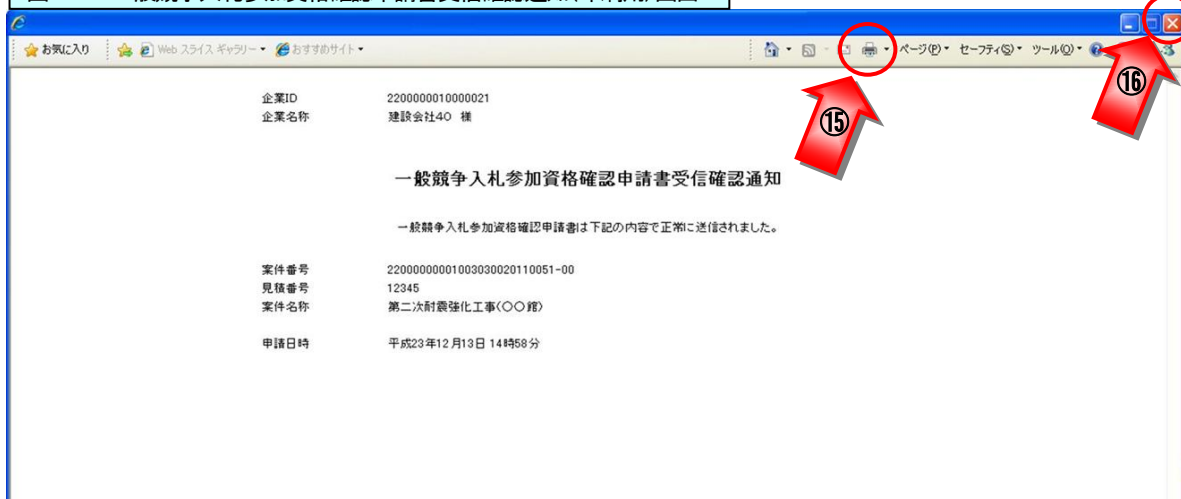 お気に入り Web スライス ギャラリー おすすめサイト ページ(P) セーフティ(S) ツール(O)
⑮
⑯
企業ID 2200000010000021
企業名称 建設会社40 様
一般競争入札参加資格確認申請書受信確認通知
一般競争入札参加資格確認申請書は下記の内容で正常に送信されました。
案件番号 22000000001003030020110051-00
見積番号 12345
案件名称 第二次耐震強化工事(〇〇館)
申請日時 平成23年12月13日 14時58分